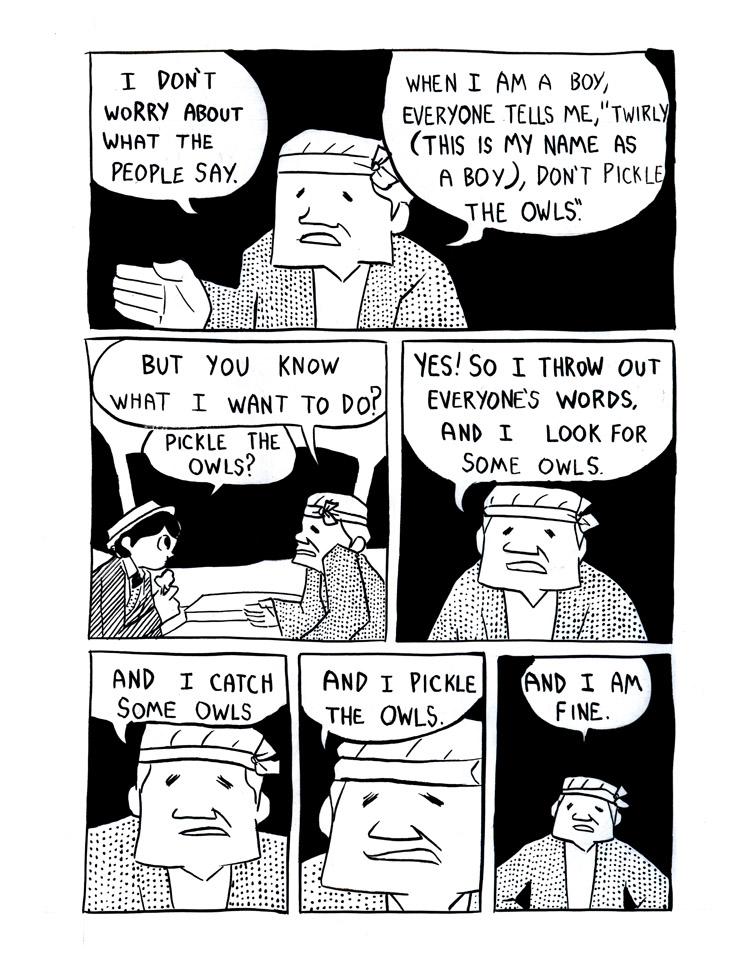 I DON'T
WORRY ABOUT
WHAT THE
PEOPLE SAY.
WHEN I AM A BOY,
EVERYONE TELLS ME, "TWIRLY
(THIS IS MY NAME AS
A BOY), DON'T PICKLE
THE OWLS."
BUT YOU KNOW
WHAT I WANT TO DO?
PICKLE THE
OWLS?
YES! SO I THROW OUT
EVERYONE'S WORDS,
AND I LOOK FOR
SOME OWLS.
AND I CATCH
SOME OWLS
AND I PICKLE
THE OWLS.
AND I AM
FINE.